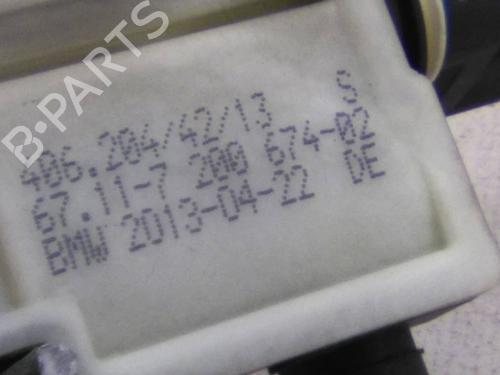 B-PARTS
406.204/42/13 S
67.11-7 200 674-02
BMW 2013-04-22 DE